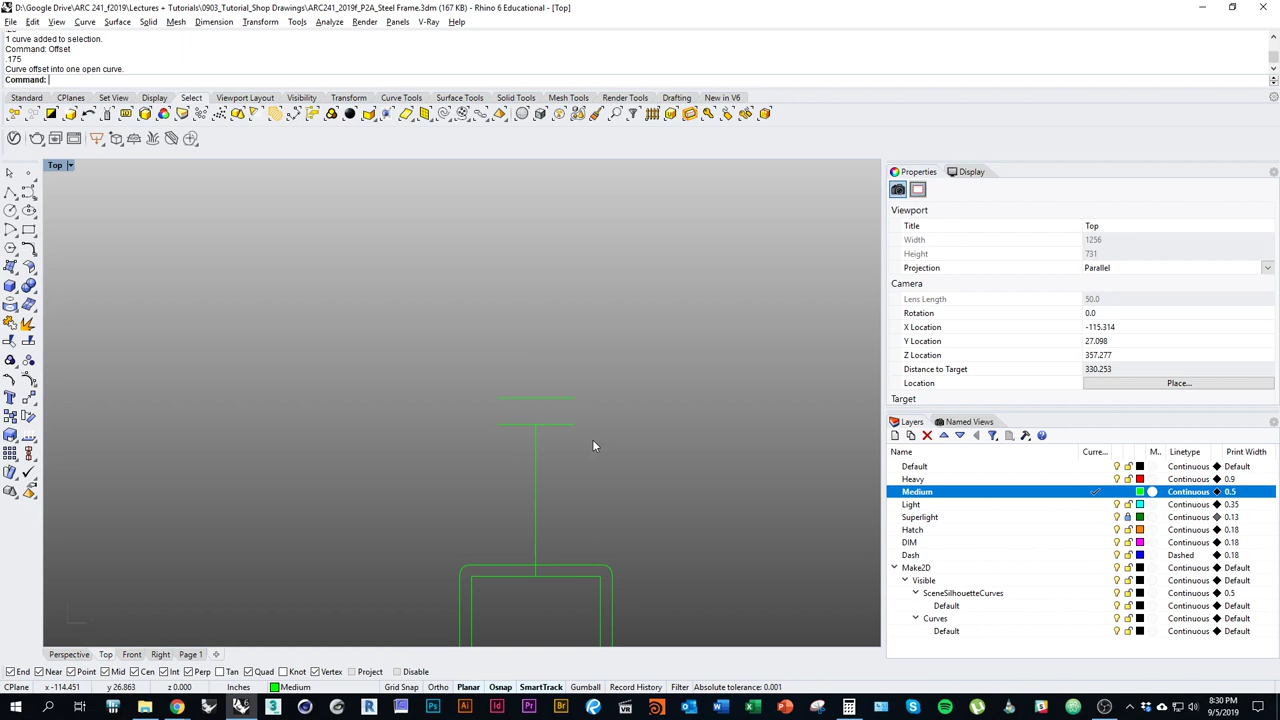 D:\Google Drive\ARC 241_f2019\Lectures + Tutorials\0903_Tutorial_Shop Drawings\ARC241_2019f_P2A_Steel Frame.3dm (167 KB) - Rhino 6 Educational - [Top]
File Edit View Curve Surface Solid Mesh Dimension Transform Tools Analyze Render Panels V-Ray Help
1 curve added to selection.
Command: Offset
.175
Curve offset into one open curve.
Command:
Standard CPlanes Set View Display Select Viewport Layout Visibility Transform Curve Tools Surface Tools Solid Tools Mesh Tools Render Tools Drafting New in V6
Top
Properties Display
Viewport
Title Top
Width 1256
Height 731
Projection Parallel
Camera
Lens Length 50.0
Rotation 0.0
X Location -115.314
Y Location 27.098
Z Location 357.277
Distance to Target 330.253
Location Place...
Target
Layers Named Views
Name Curre... M.. Linetype Print Width
Default Continuous Default
Heavy Continuous 0.9
Medium Continuous 0.5
Light Continuous 0.35
Superlight Continuous 0.13
Hatch Continuous 0.18
DIM Continuous 0.18
Dash Dashed 0.18
Make2D Continuous Default
Visible Continuous Default
SceneSilhouetteCurves Continuous 0.5
Default Continuous Default
Curves Continuous Default
Default Continuous Default
Perspective Top Front Right Page 1
End Near Point Mid Cen Int Perp Tan Quad Knot Vertex Project Disable
CPlane x -114.451 y 26.863 z 0.000 Inches Medium Grid Snap Ortho Planar Osnap SmartTrack Gumball Record History Filter Absolute tolerance: 0.001
8:30 PM
9/5/2019